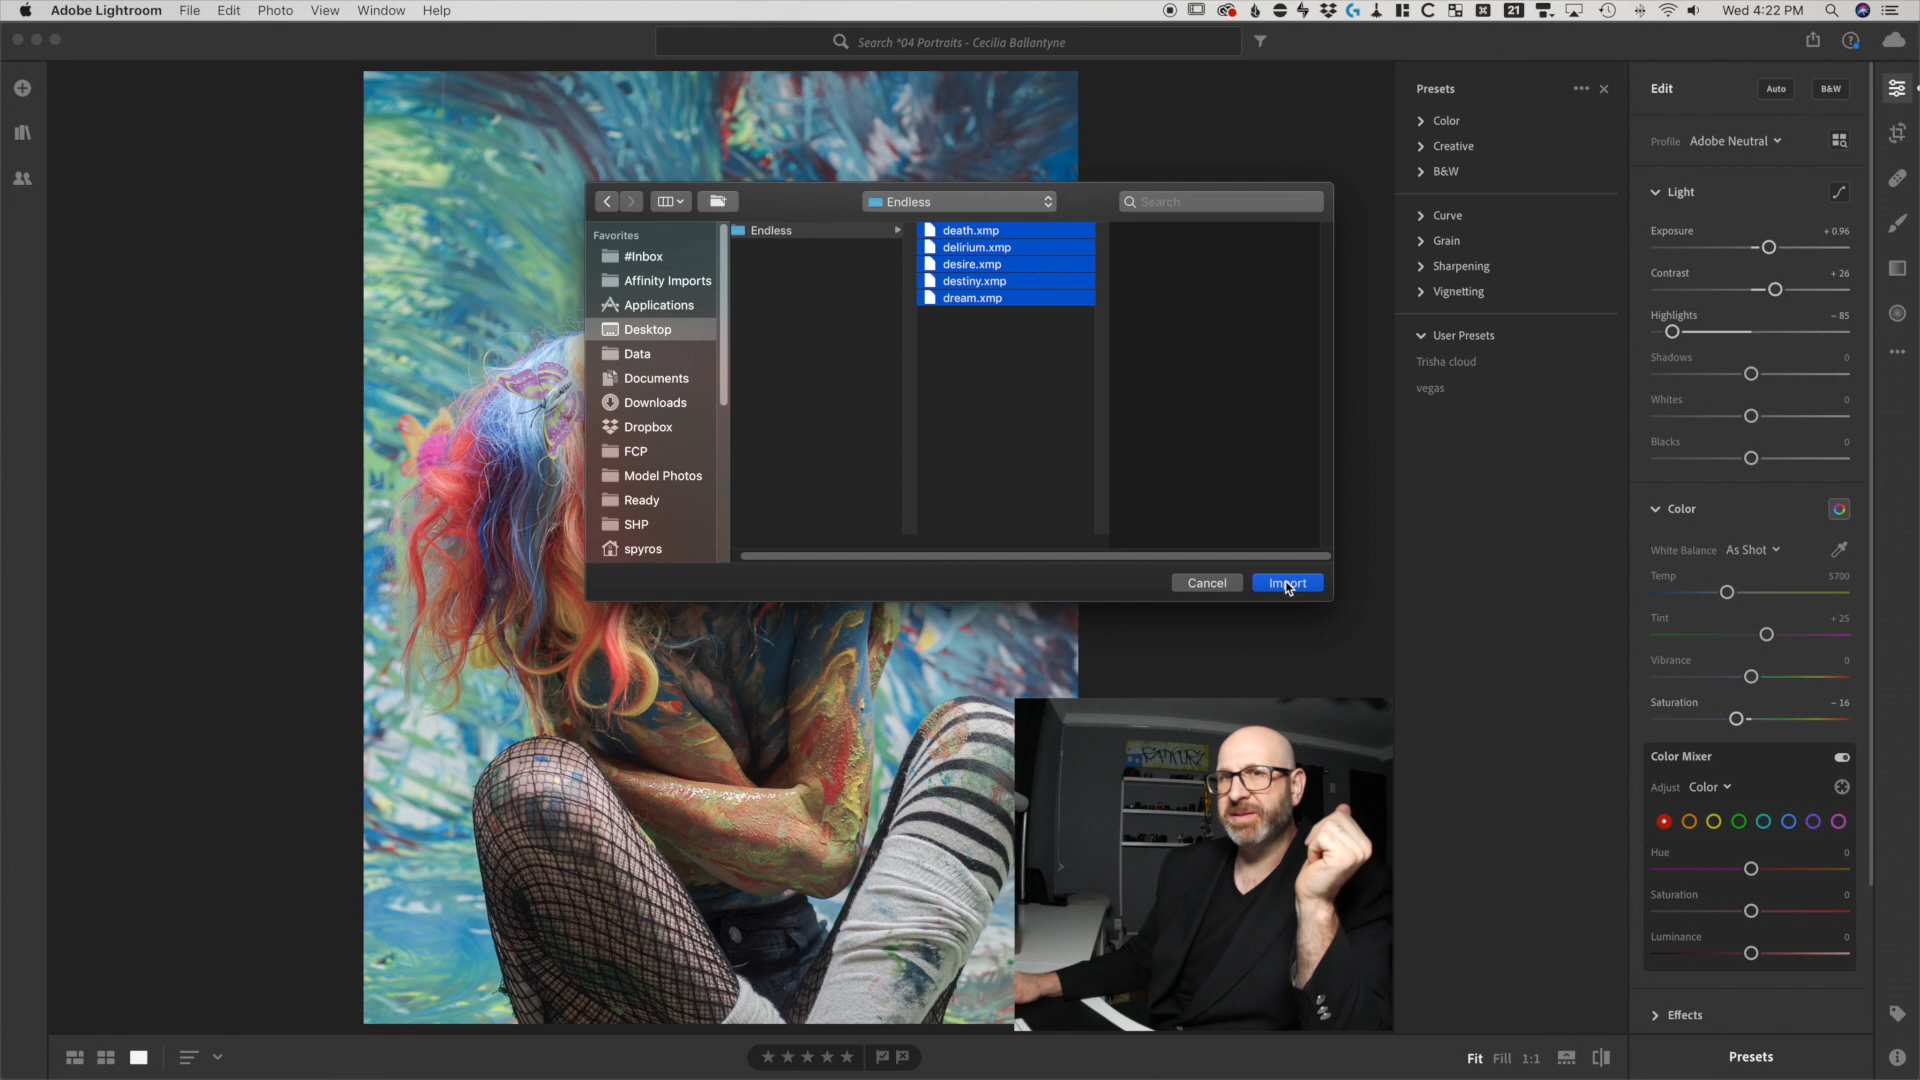 Adobe Lightroom File Edit Photo View Window Help
21 Wed 4:22 PM
Search *04 Portraits - Cecilia Ballantyne
Endless
Search
Favorites
#Inbox
Affinity Imports
Applications
Desktop
Data
Documents
Downloads
Dropbox
FCP
Model Photos
Ready
SHP
spyros
Endless
death.xmp
delirium.xmp
desire.xmp
destiny.xmp
dream.xmp
Cancel
Import
Presets
Color
Creative
B&W
Curve
Grain
Sharpening
Vignetting
User Presets
Trisha cloud
vegas
Edit Auto B&W
Profile Adobe Neutral
Light
Exposure + 0.96
Contrast + 26
Highlights – 85
Shadows 0
Whites 0
Blacks 0
Color
White Balance As Shot
Temp 5700
Tint + 25
Vibrance 0
Saturation – 16
Color Mixer
Adjust Color
Hue 0
Saturation 0
Luminance 0
Effects
Fit Fill 1:1
Presets